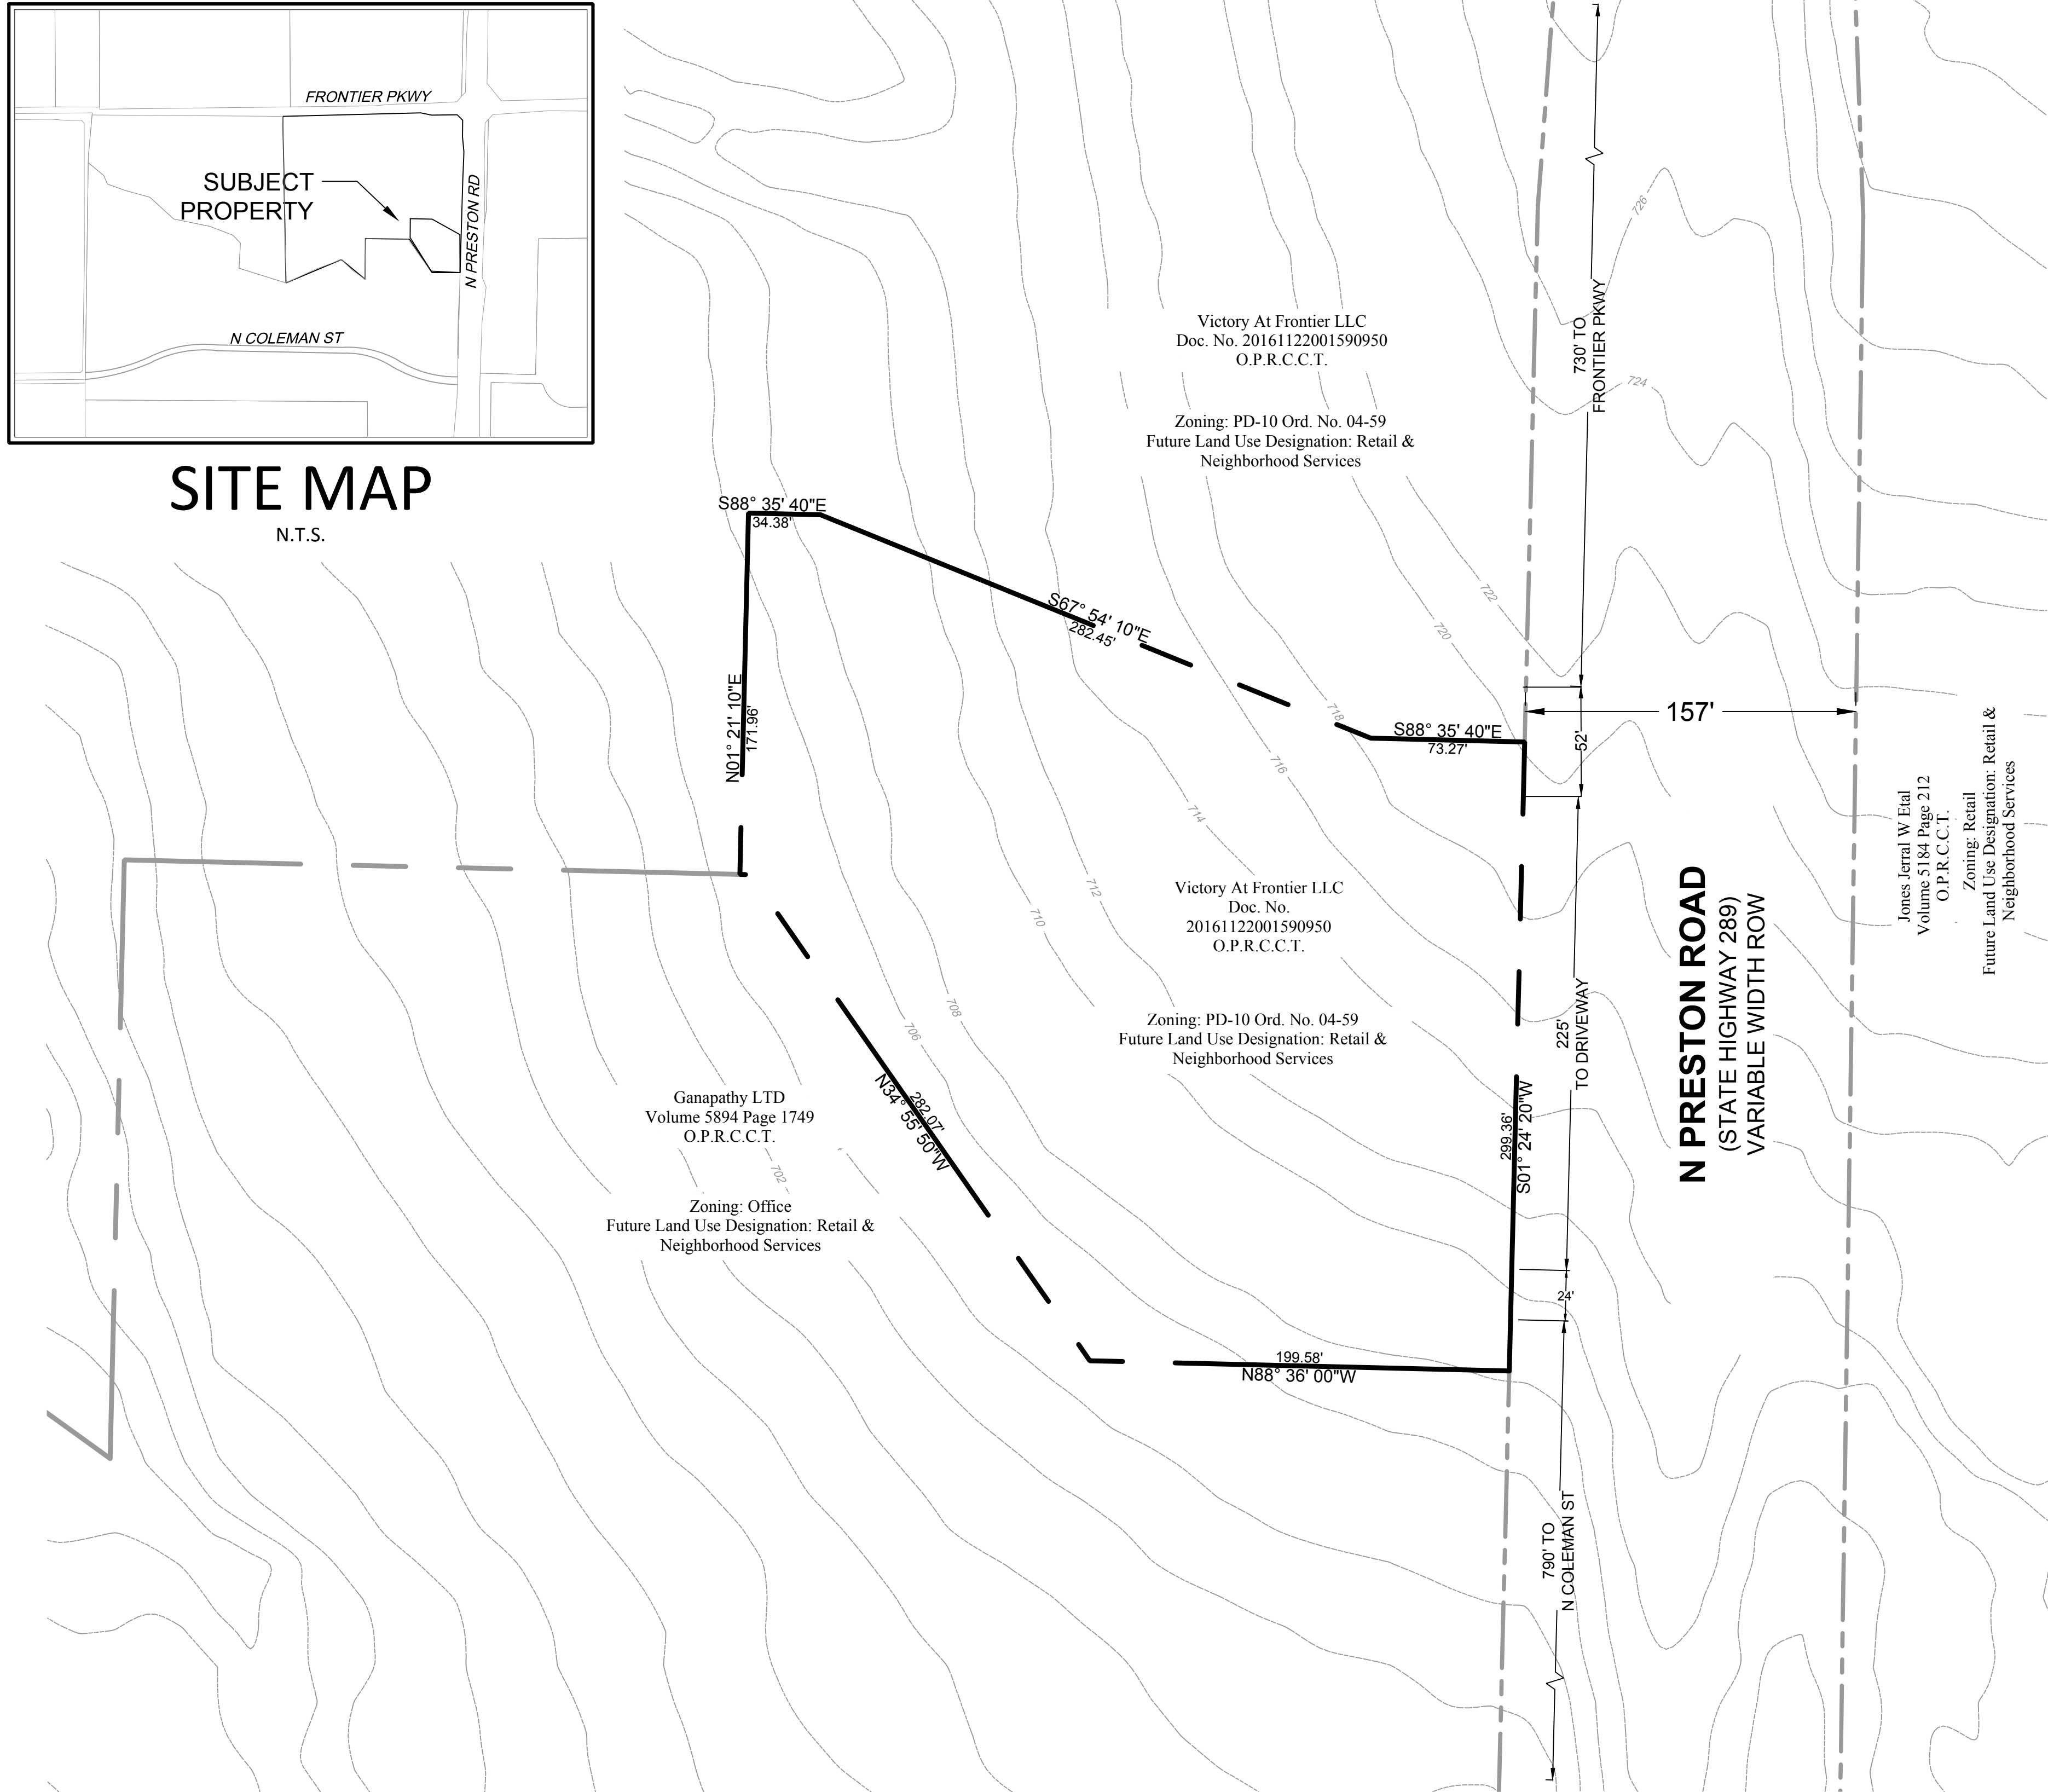 FRONTIER PKWY
SUBJECT
PROPERTY
N PRESTON RD
N COLEMAN ST
SITE MAP
N.T.S.
726
730' TO
FRONTIER PKWY
724
Victory At Frontier LLC
Doc. No. 20161122001590950
O.P.R.C.C.T.
Zoning: PD-10 Ord. No. 04-59
Future Land Use Designation: Retail &
Neighborhood Services
S88° 35' 40"E
34.38'
S67° 54' 10"E
282.45'
722
720
718
S88° 35' 40"E
73.27'
157'
52'
N01° 21' 10"E
171.96'
716
714
712
710
708
706
702
Victory At Frontier LLC
Doc. No.
20161122001590950
O.P.R.C.C.T.
Zoning: PD-10 Ord. No. 04-59
Future Land Use Designation: Retail &
Neighborhood Services
Jones Jerral W Etal
Volume 5184 Page 212
O.P.R.C.C.T.
Zoning: Retail
Future Land Use Designation: Retail &
Neighborhood Services
N PRESTON ROAD
(STATE HIGHWAY 289)
VARIABLE WIDTH ROW
225'
TO DRIVEWAY
299.36'
S01° 24' 20"W
282.07'
N34° 55' 50"W
Ganapathy LTD
Volume 5894 Page 1749
O.P.R.C.C.T.
Zoning: Office
Future Land Use Designation: Retail &
Neighborhood Services
24'
199.58'
N88° 36' 00"W
790' TO
N COLEMAN ST